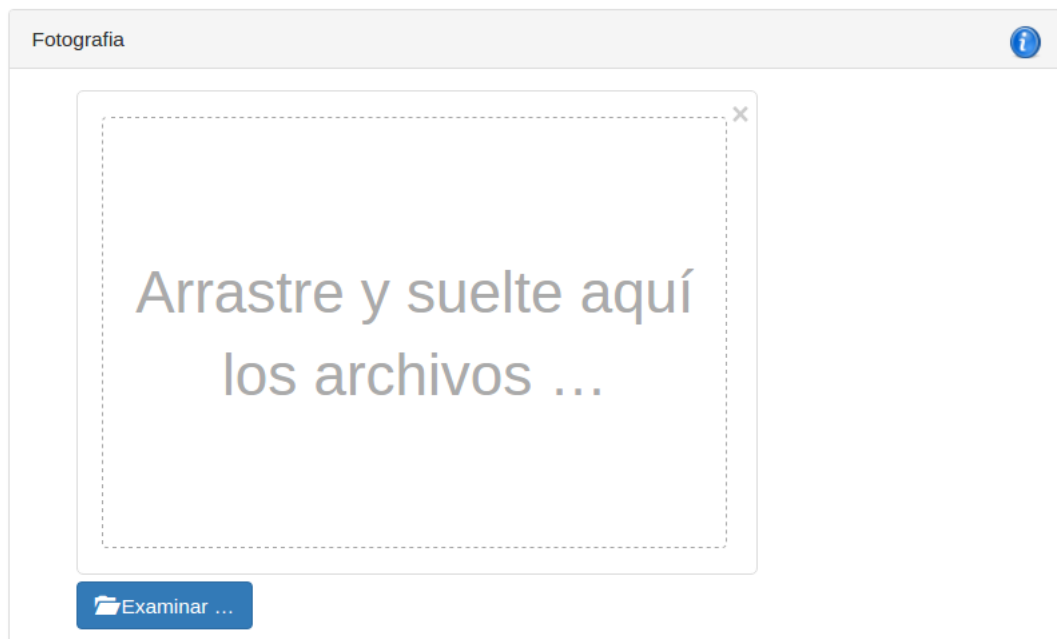 Fotografia
Arrastre y suelte aquí
los archivos …
Examinar …